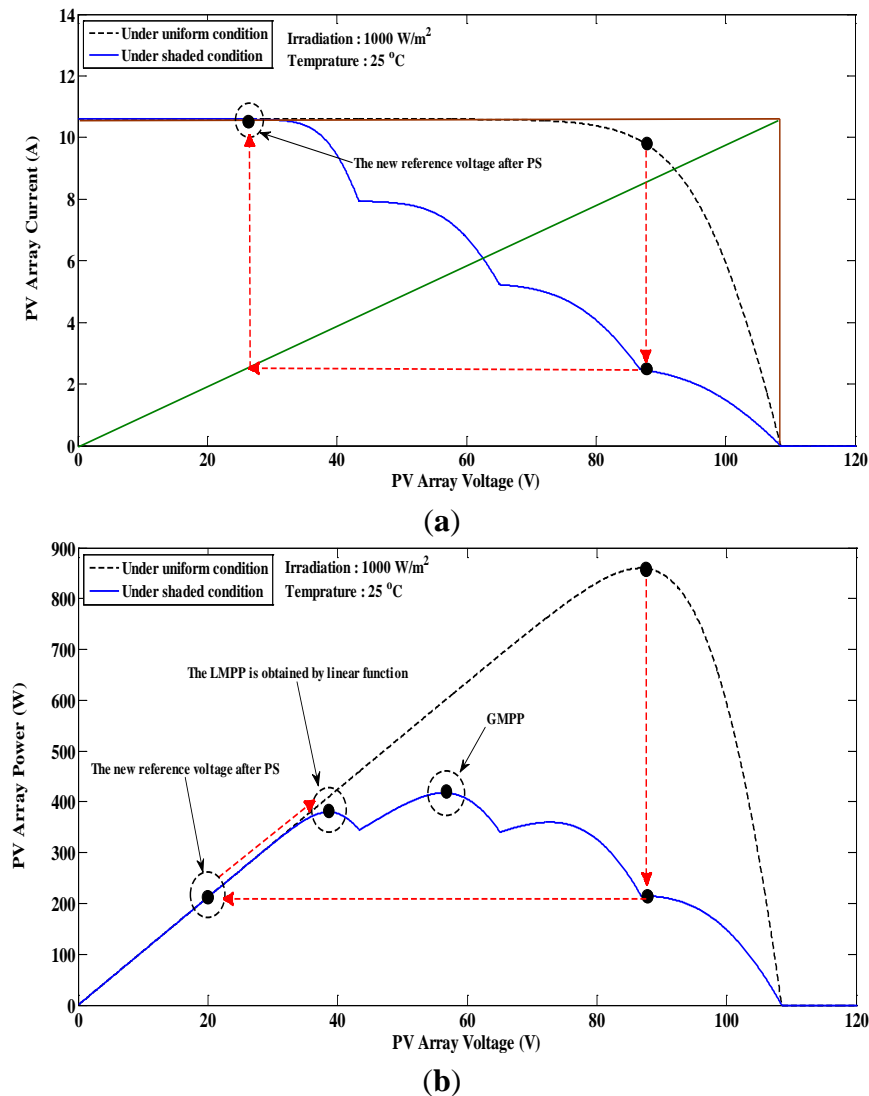 14
12
10
8
6
4
2
0
PV Array Current (A)
Under uniform condition
Under shaded condition
Irradiation : 1000 W/m²
Temprature : 25 °C
The new reference voltage after PS
0 20 40 60 80 100 120
PV Array Voltage (V)
(a)
900
800
700
600
500
400
300
200
100
0
PV Array Power (W)
Under uniform condition
Under shaded condition
Irradiation : 1000 W/m²
Temprature : 25 °C
The LMPP is obtained by linear function
GMPP
The new reference voltage after PS
0 20 40 60 80 100 120
PV Array Voltage (V)
(b)